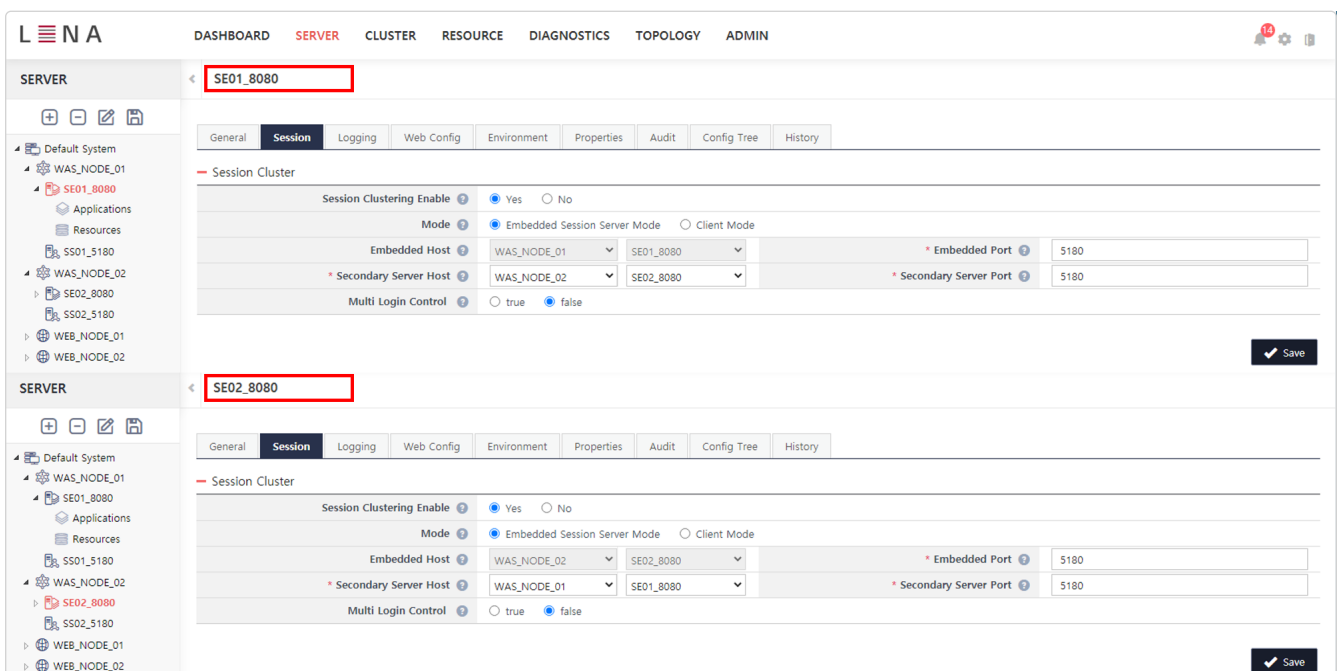 LENA DASHBOARD SERVER CLUSTER RESOURCE DIAGNOSTICS TOPOLOGY ADMIN 14
SERVER SE01_8080
General Session Logging Web Config Environment Properties Audit Config Tree History
Default System
WAS_NODE_01
SE01_8080
Applications
Resources
SS01_5180
WAS_NODE_02
SE02_8080
SS02_5180
WEB_NODE_01
WEB_NODE_02
Session Cluster
Session Clustering Enable ? Yes No
Mode ? Embedded Session Server Mode Client Mode
Embedded Host ? WAS_NODE_01 SE01_8080 * Embedded Port ? 5180
* Secondary Server Host ? WAS_NODE_02 SE02_8080 * Secondary Server Port ? 5180
Multi Login Control ? true false
Save
SERVER SE02_8080
General Session Logging Web Config Environment Properties Audit Config Tree History
Default System
WAS_NODE_01
SE01_8080
Applications
Resources
SS01_5180
WAS_NODE_02
SE02_8080
SS02_5180
WEB_NODE_01
WEB_NODE_02
Session Cluster
Session Clustering Enable ? Yes No
Mode ? Embedded Session Server Mode Client Mode
Embedded Host ? WAS_NODE_02 SE02_8080 * Embedded Port ? 5180
* Secondary Server Host ? WAS_NODE_01 SE01_8080 * Secondary Server Port ? 5180
Multi Login Control ? true false
Save